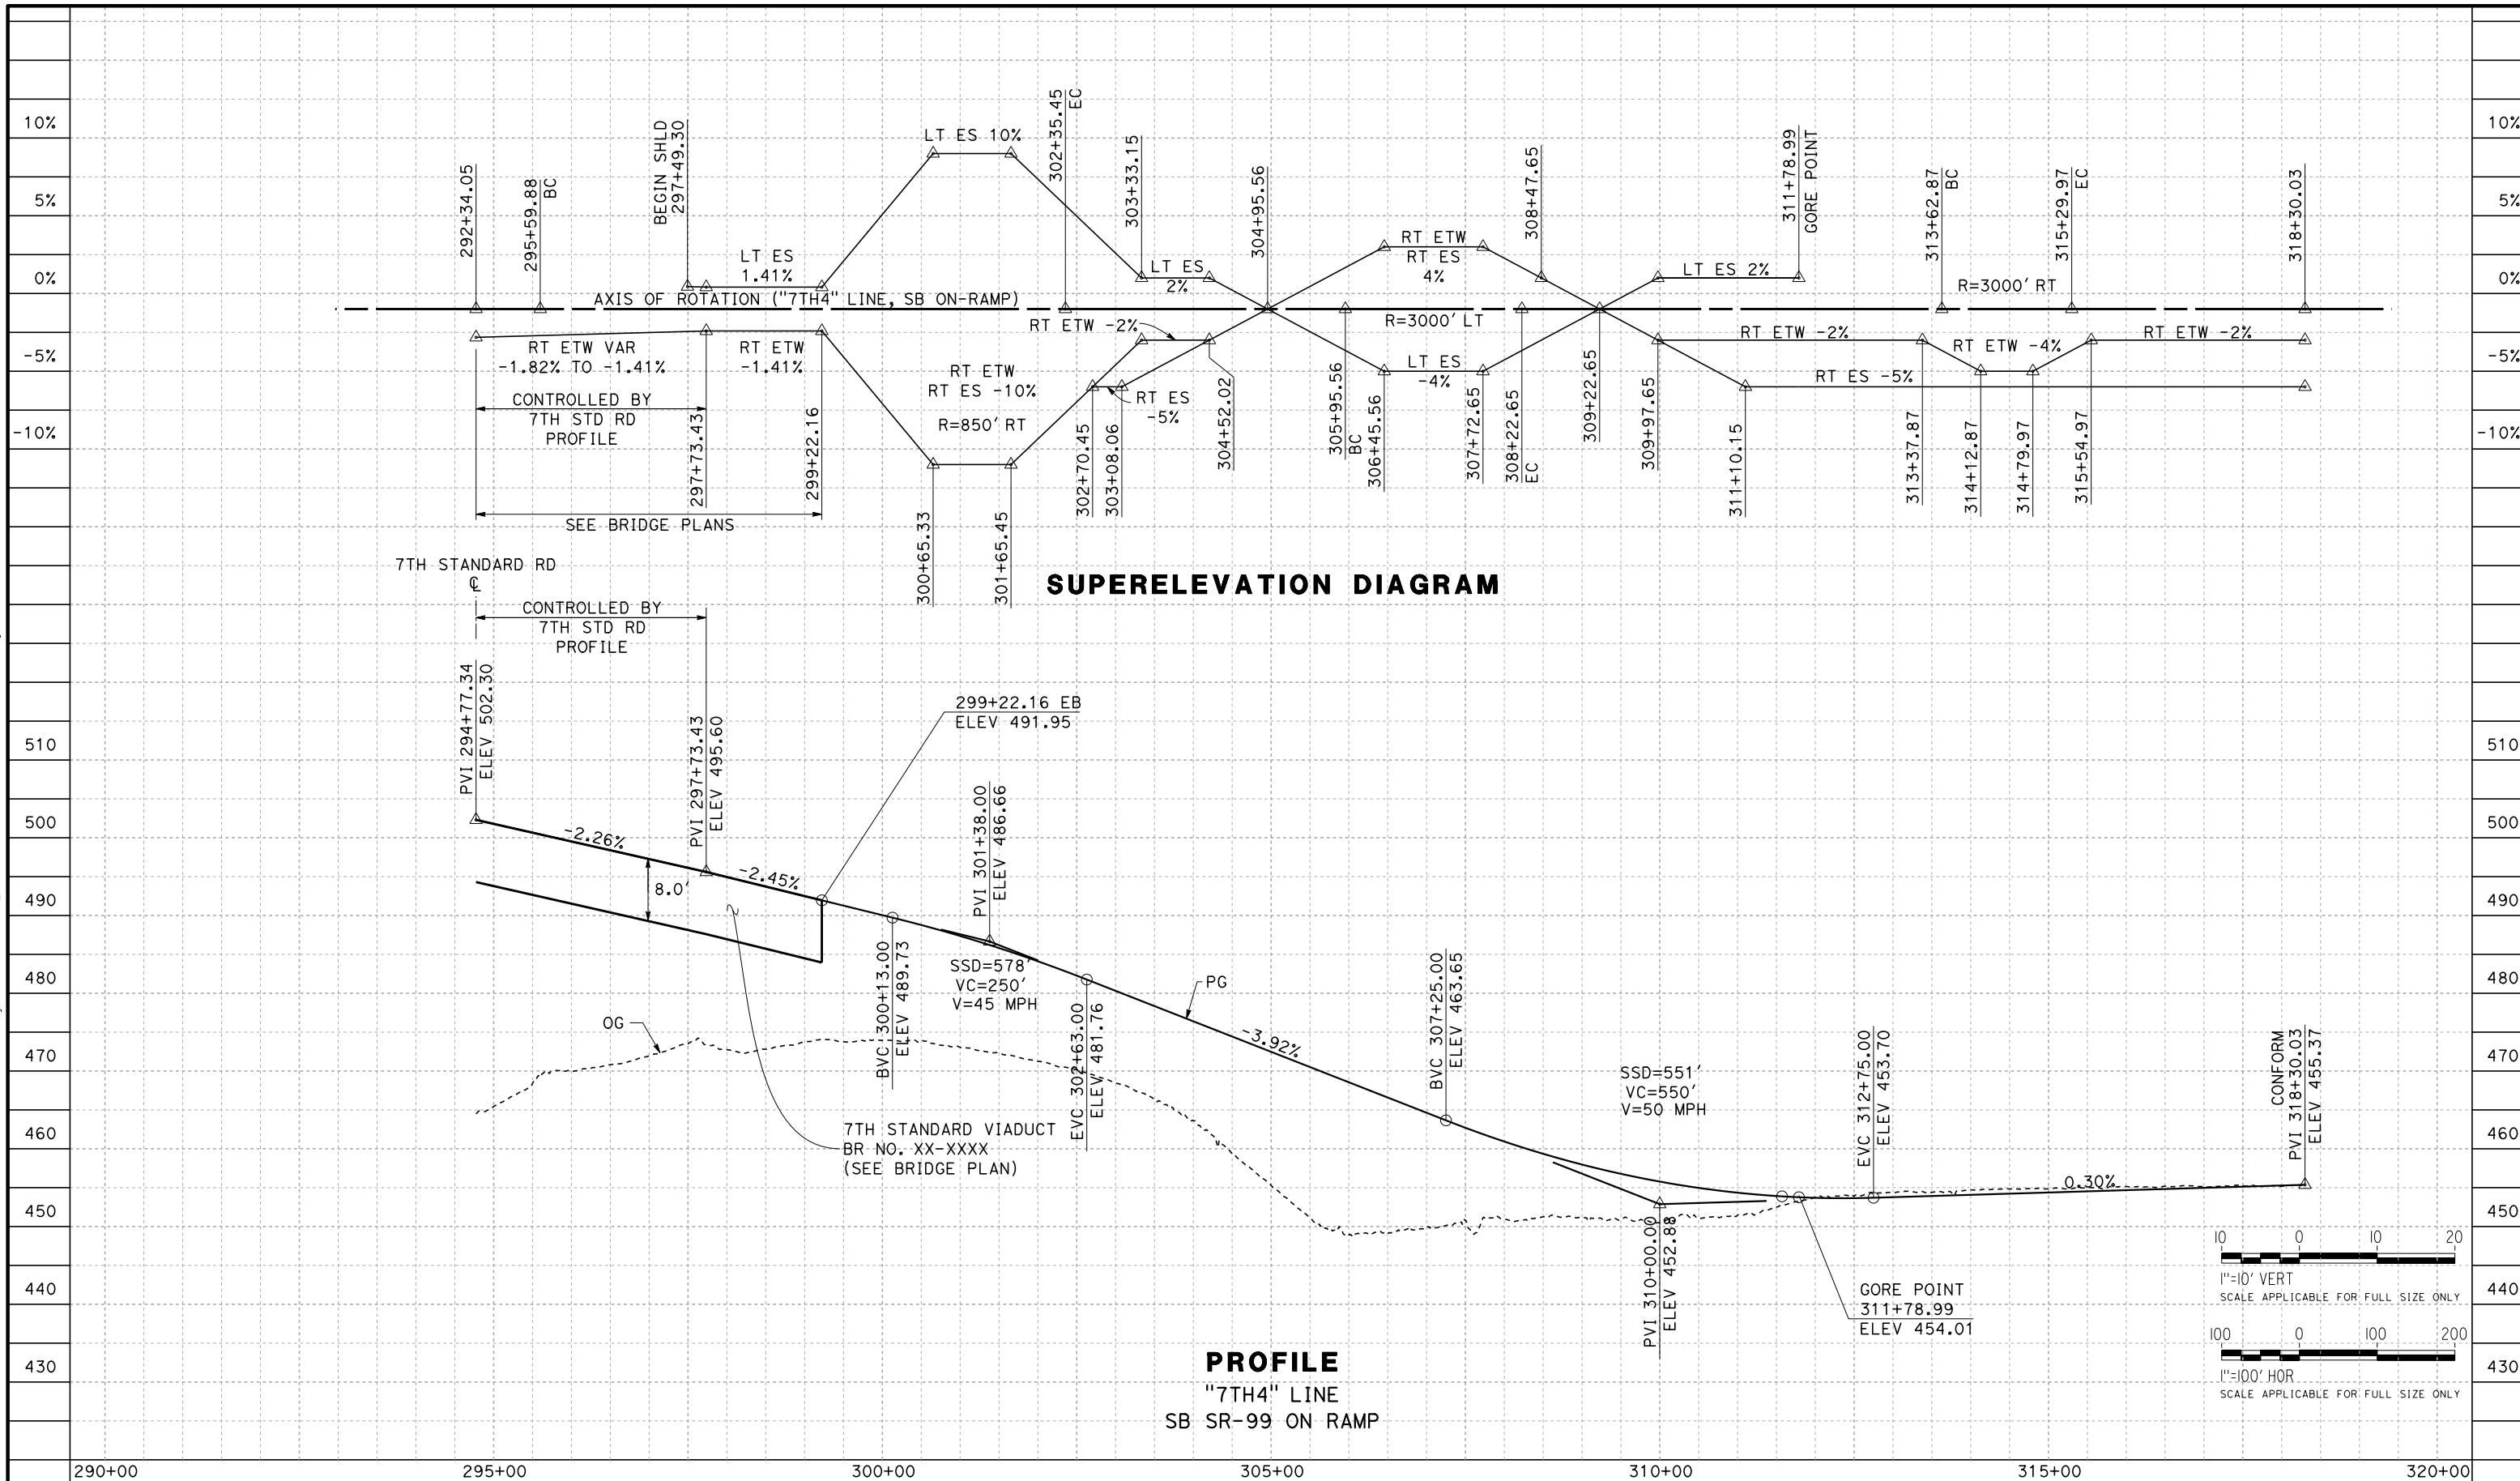 10%
5%
0%
-5%
-10%
10%
5%
0%
-5%
-10%
292+34.05
295+59.88
BC
BEGIN SHLD
297+49.30
LT ES
1.41%
LT ES 10%
302+35.45
EC
303+33.15
LT ES
2%
304+95.56
RT ETW
RT ES
4%
308+47.65
LT ES 2%
311+78.99
GORE POINT
313+62.87
BC
R=3000' RT
315+29.97
EC
318+30.03
AXIS OF ROTATION ("7TH4" LINE, SB ON-RAMP)
RT ETW VAR
-1.82% TO -1.41%
CONTROLLED BY
7TH STD RD
PROFILE
RT ETW
-1.41%
297+73.43
299+22.16
SEE BRIDGE PLANS
RT ETW
RT ES -10%
R=850' RT
300+65.33
301+65.45
RT ETW -2%
RT ES
-5%
302+70.45
303+08.06
304+52.02
R=3000' LT
LT ES
-4%
305+95.56
BC
306+45.56
307+72.65
308+22.65
EC
309+22.65
309+97.65
RT ETW -2%
RT ES -5%
311+10.15
RT ETW -4%
RT ETW -2%
313+37.87
314+12.87
314+79.97
315+54.97
SUPERELEVATION DIAGRAM
7TH STANDARD RD
℄
CONTROLLED BY
7TH STD RD
PROFILE
510
500
490
480
470
460
450
440
430
510
500
490
480
470
460
450
440
430
PVI 294+77.34
ELEV 502.30
-2.26%
8.0'
PVI 297+73.43
ELEV 495.60
-2.45%
299+22.16 EB
ELEV 491.95
BVC 300+13.00
ELEV 489.73
PVI 301+38.00
ELEV 486.66
SSD=578'
VC=250'
V=45 MPH
EVC 302+63.00
ELEV 481.76
PG
-3.92%
OG
7TH STANDARD VIADUCT
BR NO. XX-XXXX
(SEE BRIDGE PLAN)
BVC 307+25.00
ELEV 463.65
SSD=551'
VC=550'
V=50 MPH
PVI 310+00.00
ELEV 452.88
EVC 312+75.00
ELEV 453.70
GORE POINT
311+78.99
ELEV 454.01
0.30%
CONFORM
PVI 318+30.03
ELEV 455.37
10 0 10 20
1"=10' VERT
SCALE APPLICABLE FOR FULL SIZE ONLY
100 0 100 200
1"=100' HOR
SCALE APPLICABLE FOR FULL SIZE ONLY
PROFILE
"7TH4" LINE
SB SR-99 ON RAMP
290+00 295+00 300+00 305+00 310+00 315+00 320+00